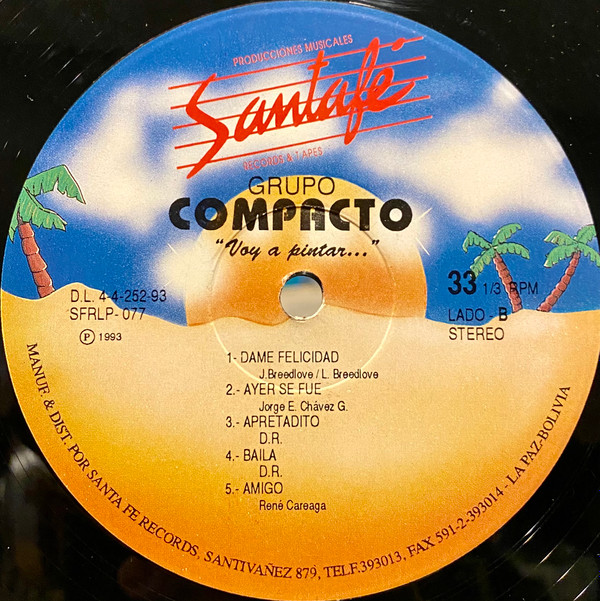 PRODUCCIONES MUSICALES
Santafé
RECORDS & TAPES
GRUPO
COMPACTO
"Voy a pintar..."
D.L. 4-4-252-93
SFRLP- 077
Ⓟ 1993
33 1/3 RPM
LADO - B
STEREO
1- DAME FELICIDAD
J.Breedlove / L. Breedlove
2.- AYER SE FUE
Jorge E. Chávez G.
3.- APRETADITO
D.R.
4.- BAILA
D.R.
5.- AMIGO
René Careaga
MANUF. & DIST. POR SANTA FE RECORDS, SANTIVAÑEZ 879, TELF.393013, FAX 591-2-393014 - LA PAZ-BOLIVIA